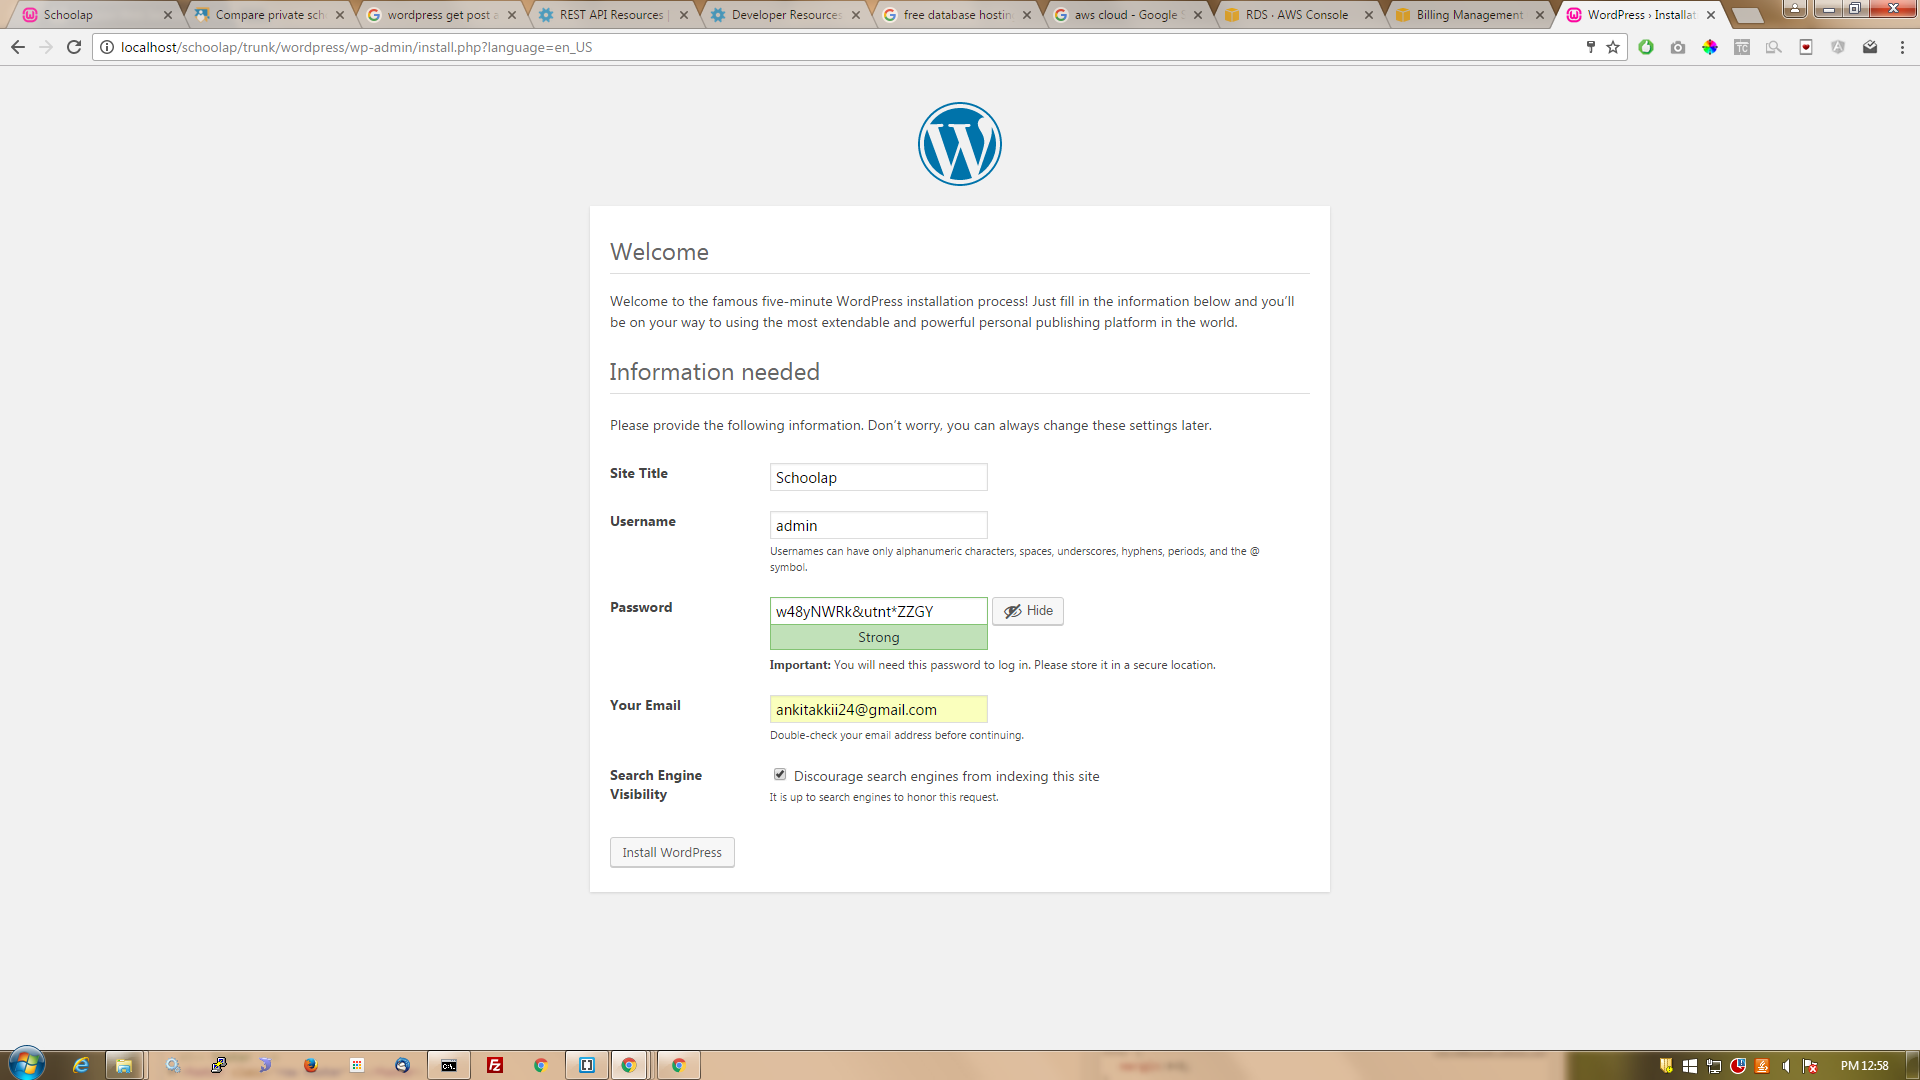 Schoolap
Compare private sch
wordpress get post a
REST API Resources |
Developer Resources
free database hosting
aws cloud - Google S
RDS · AWS Console
Billing Management
WordPress › Installat
localhost/schoolap/trunk/wordpress/wp-admin/install.php?language=en_US
Welcome
Welcome to the famous five-minute WordPress installation process! Just fill in the information below and you’ll
be on your way to using the most extendable and powerful personal publishing platform in the world.
Information needed
Please provide the following information. Don’t worry, you can always change these settings later.
Site Title
Schoolap
Username
admin
Usernames can have only alphanumeric characters, spaces, underscores, hyphens, periods, and the @
symbol.
Password
w48yNWRk&utnt*ZZGY
Hide
Strong
Important: You will need this password to log in. Please store it in a secure location.
Your Email
ankitakkii24@gmail.com
Double-check your email address before continuing.
Search Engine
Visibility
Discourage search engines from indexing this site
It is up to search engines to honor this request.
Install WordPress
PM 12:58